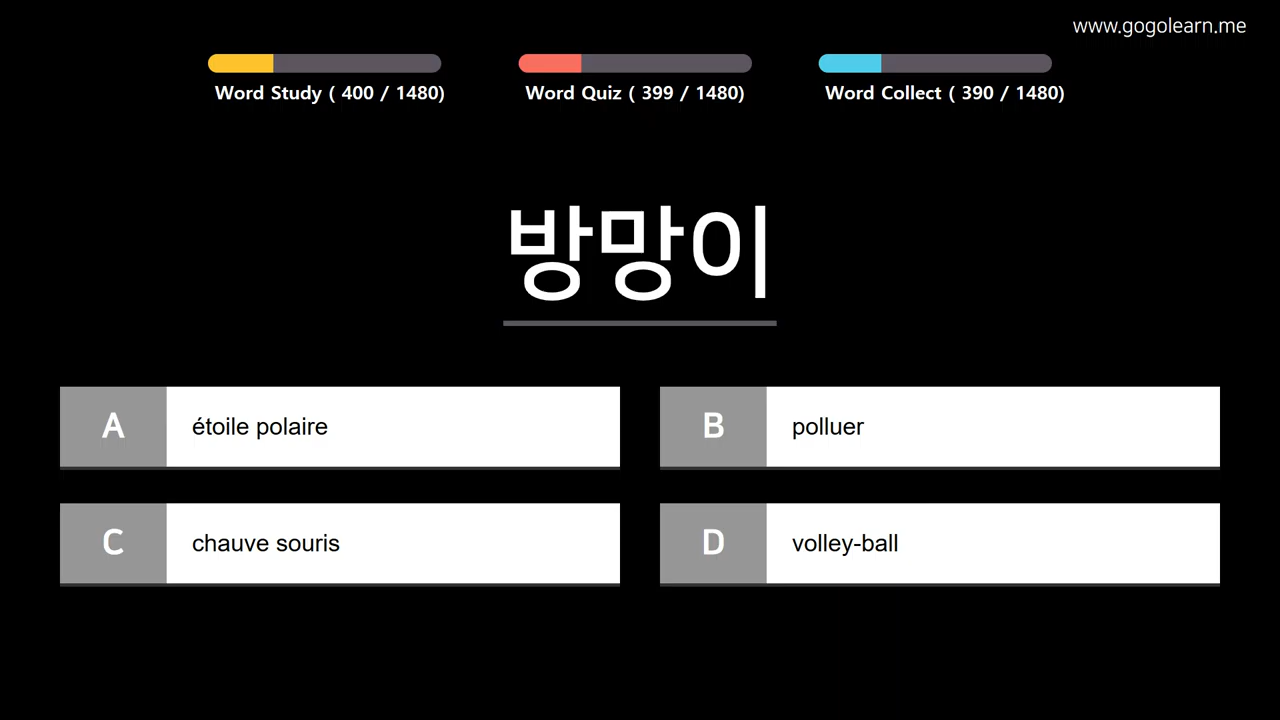 www.gogolearn.me
Word Study ( 400 / 1480)
Word Quiz ( 399 / 1480)
Word Collect ( 390 / 1480)
방망이
A
étoile polaire
B
polluer
C
chauve souris
D
volley-ball